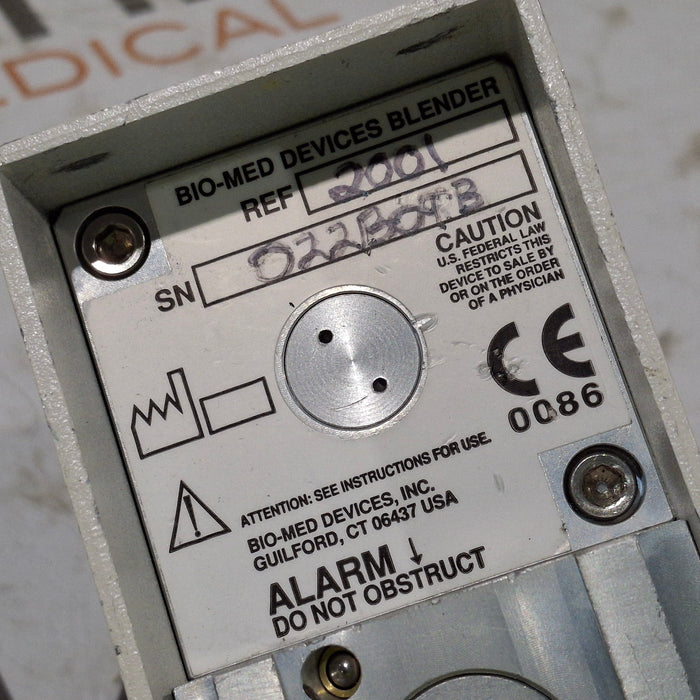 EDICAL
BIO-MED DEVICES BLENDER
REF 2001
SN
CAUTION
U.S. FEDERAL LAW
RESTRICTS THIS
DEVICE TO SALE BY
OR ON THE ORDER
OF A PHYSICIAN
CE
0086
ATTENTION: SEE INSTRUCTIONS FOR USE.
BIO-MED DEVICES, INC.
GUILFORD, CT 06437 USA
ALARM ↓
DO NOT OBSTRUCT